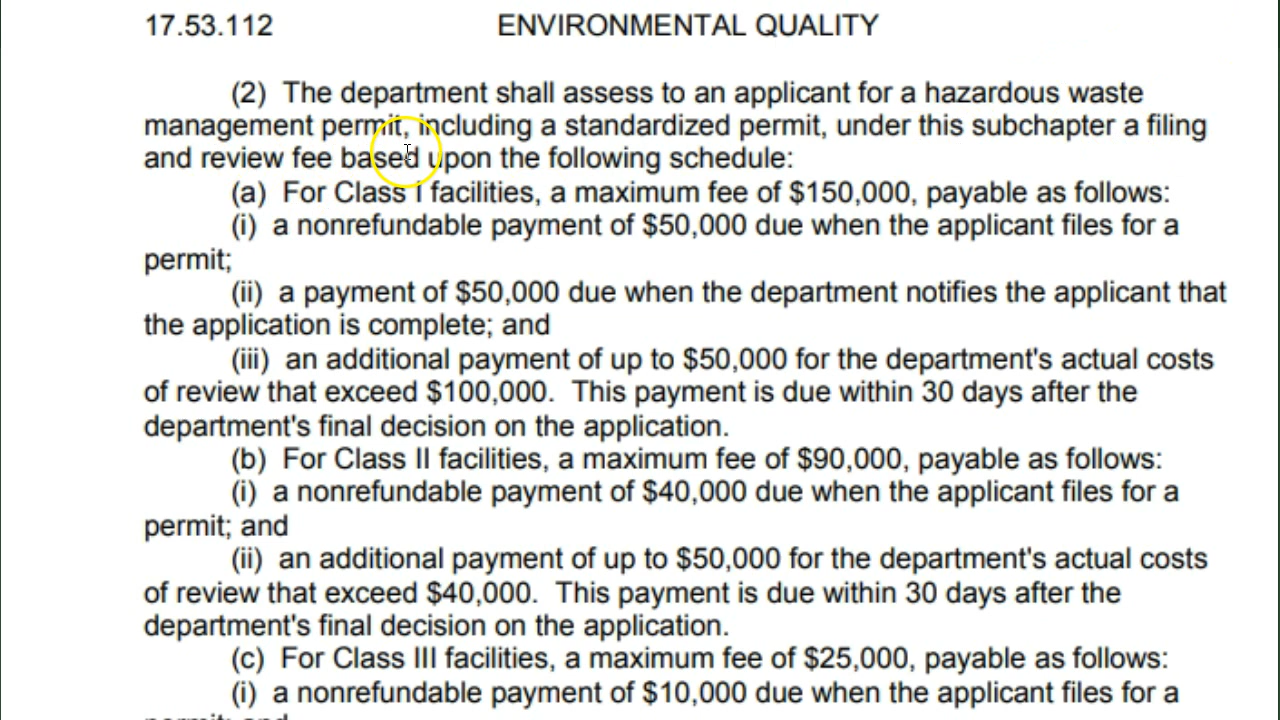 17.53.112 ENVIRONMENTAL QUALITY
(2) The department shall assess to an applicant for a hazardous waste
management permit, including a standardized permit, under this subchapter a filing
and review fee based upon the following schedule:
(a) For Class I facilities, a maximum fee of $150,000, payable as follows:
(i) a nonrefundable payment of $50,000 due when the applicant files for a
permit;
(ii) a payment of $50,000 due when the department notifies the applicant that
the application is complete; and
(iii) an additional payment of up to $50,000 for the department's actual costs
of review that exceed $100,000. This payment is due within 30 days after the
department's final decision on the application.
(b) For Class II facilities, a maximum fee of $90,000, payable as follows:
(i) a nonrefundable payment of $40,000 due when the applicant files for a
permit; and
(ii) an additional payment of up to $50,000 for the department's actual costs
of review that exceed $40,000. This payment is due within 30 days after the
department's final decision on the application.
(c) For Class III facilities, a maximum fee of $25,000, payable as follows:
(i) a nonrefundable payment of $10,000 due when the applicant files for a
permit; and